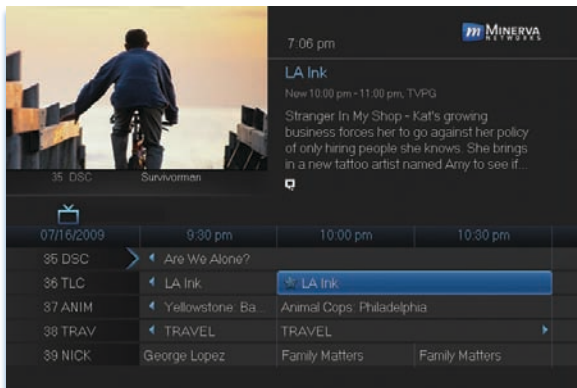 7:06 pm
m MINERVA
NETWORKS
LA Ink
New 10:00 pm - 11:00 pm, TVPG
Stranger In My Shop - Kat's growing
business forces her to go against her policy
of only hiring people she knows. She brings
in a new tattoo artist named Amy to see if...
35 DSC Survivorman
07/16/2009 9:30 pm 10:00 pm 10:30 pm
35 DSC Are We Alone?
36 TLC LA Ink LA Ink
37 ANIM Yellowstone: Ba... Animal Cops: Philadelphia
38 TRAV TRAVEL TRAVEL
39 NICK George Lopez Family Matters Family Matters